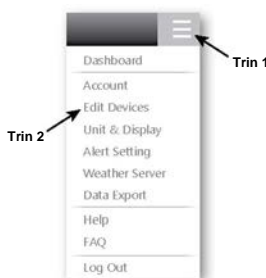 Trin 1
Dashboard
Account
Edit Devices
Trin 2
Unit & Display
Alert Setting
Weather Server
Data Export
Help
FAQ
Log Out